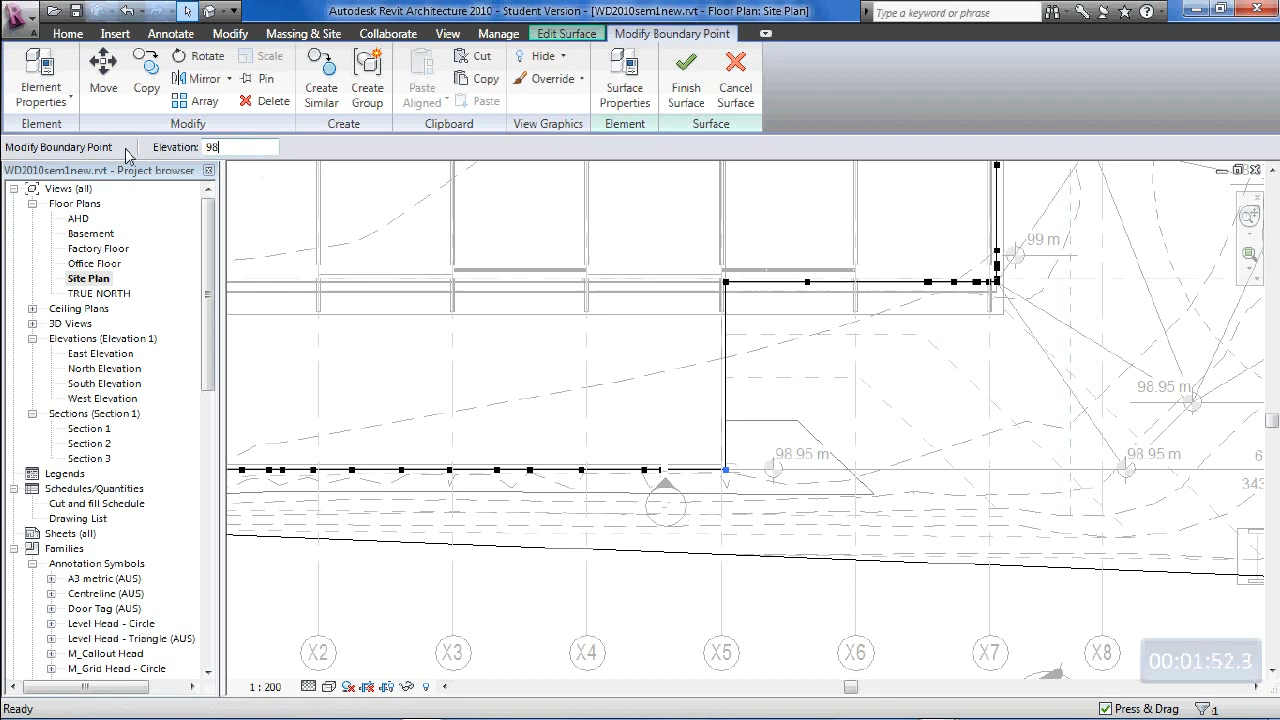 Autodesk Revit Architecture 2010 - Student Version - [WD2010sem1new.rvt - Floor Plan: Site Plan]
Type a keyword or phrase
Home Insert Annotate Modify Massing & Site Collaborate View Manage Edit Surface Modify Boundary Point
Element Properties
Move
Copy
Rotate
Mirror
Array
Scale
Pin
Delete
Create Similar
Create Group
Paste Aligned
Cut
Copy
Paste
Hide
Override
Surface Properties
Finish Surface
Cancel Surface
Element Modify Create Clipboard View Graphics Element Surface
Modify Boundary Point Elevation: 98
WD2010sem1new.rvt - Project browser
Views (all)
Floor Plans
AHD
Basement
Factory Floor
Office Floor
Site Plan
TRUE NORTH
Ceiling Plans
3D Views
Elevations (Elevation 1)
East Elevation
North Elevation
South Elevation
West Elevation
Sections (Section 1)
Section 1
Section 2
Section 3
Legends
Schedules/Quantities
Cut and fill Schedule
Drawing List
Sheets (all)
Families
Annotation Symbols
A3 metric (AUS)
Centreline (AUS)
Door Tag (AUS)
Level Head - Circle
Level Head - Triangle (AUS)
M_Callout Head
M_Grid Head - Circle
99 m
98.95 m
98.95 m
98.95 m
6
343
X2 X3 X4 X5 X6 X7 X8
00:01:52.3
1 : 200
Ready
Press & Drag
1